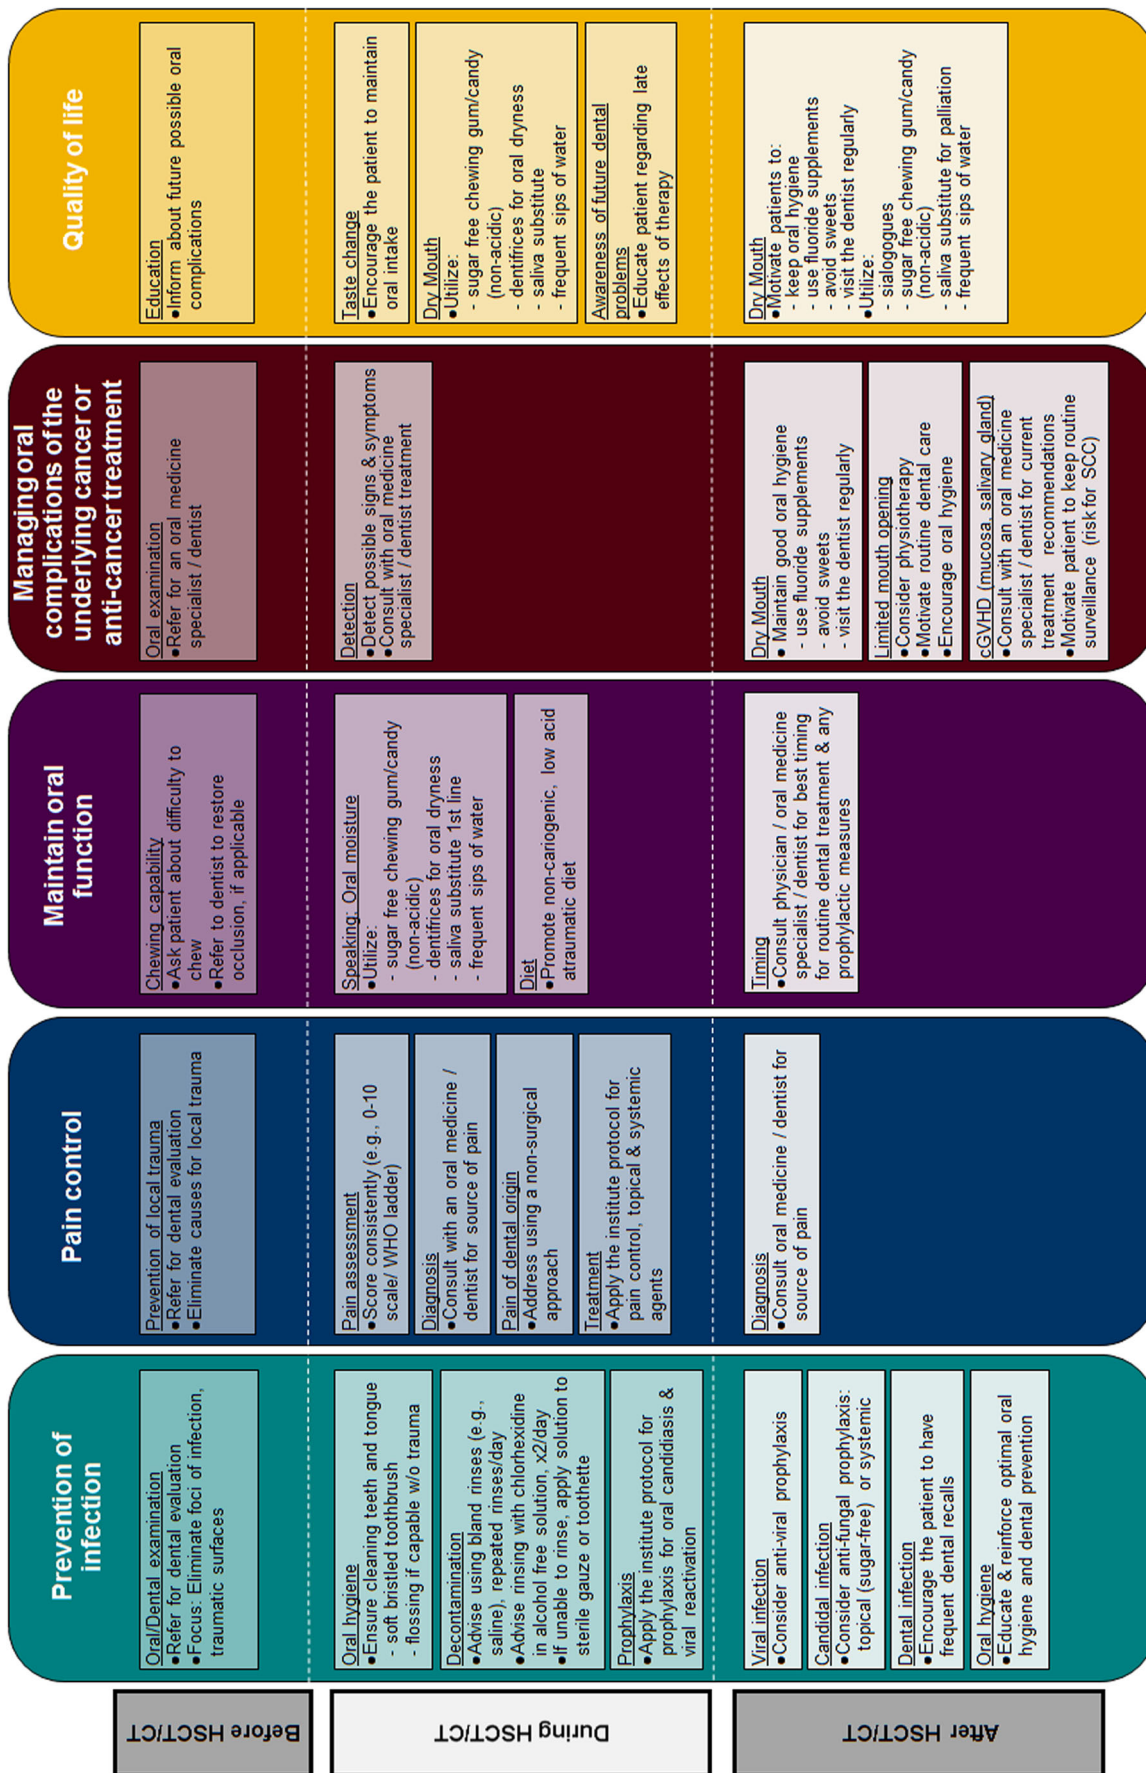 Prevention of
infection
Pain control
Maintain oral
function
Managing oral
complications of the
underlying cancer or
anti-cancer treatment
Quality of life
Before HSCT/CT
Oral/Dental examination
●Refer for dental evaluation
●Focus: Eliminate foci of infection,
traumatic surfaces
Prevention of local trauma
●Refer for dental evaluation
●Eliminate causes for local trauma
Chewing capability
●Ask patient about difficulty to
chew
●Refer to dentist to restore
occlusion, if applicable
Oral examination
●Refer for an oral medicine
specialist / dentist
Education
●Inform about future possible oral
complications
During HSCT/CT
Oral hygiene
●Ensure cleaning teeth and tongue
- soft bristled toothbrush
- flossing if capable w/o trauma
Decontamination
●Advise using bland rinses (e.g.,
saline), repeated rinses/day
●Advise rinsing with chlorhexidine
in alcohol free solution, x2/day
●If unable to rinse, apply solution to
sterile gauze or toothette
Prophylaxis
●Apply the institute protocol for
prophylaxis for oral candidiasis &
viral reactivation
Pain assessment
●Score consistently (e.g., 0-10
scale/ WHO ladder)
Diagnosis
●Consult with an oral medicine /
dentist for source of pain
Pain of dental origin
●Address using a non-surgical
approach
Treatment
●Apply the institute protocol for
pain control, topical & systemic
agents
Speaking; Oral moisture
●Utilize:
- sugar free chewing gum/candy
(non-acidic)
- dentifrices for oral dryness
- saliva substitute 1st line
- frequent sips of water
Diet
●Promote non-cariogenic, low acid
atraumatic diet
Detection
●Detect possible signs & symptoms
●Consult with oral medicine
specialist / dentist treatment
Taste change
●Encourage the patient to maintain
oral intake
Dry Mouth
●Utilize:
- sugar free chewing gum/candy
(non-acidic)
- dentifrices for oral dryness
- saliva substitute
- frequent sips of water
Awareness of future dental
problems
●Educate patient regarding late
effects of therapy
After HSCT/CT
Viral infection
●Consider anti-viral prophylaxis
Candidal infection
●Consider anti-fungal prophylaxis:
topical (sugar-free) or systemic
Dental infection
●Encourage the patient to have
frequent dental recalls
Oral hygiene
●Educate & reinforce optimal oral
hygiene and dental prevention
Diagnosis
●Consult oral medicine / dentist for
source of pain
Timing
●Consult physician / oral medicine
specialist / dentist for best timing
for routine dental treatment & any
prophylactic measures
Dry Mouth
● Maintain good oral hygiene
- use fluoride supplements
- avoid sweets
- visit the dentist regularly
Limited mouth opening
●Consider physiotherapy
●Motivate routine dental care
●Encourage oral hygiene
cGVHD (mucosa, salivary gland)
●Consult with an oral medicine
specialist / dentist for current
treatment recommendations
●Motivate patient to keep routine
surveillance (risk for SCC)
Dry Mouth
●Motivate patients to:
- keep oral hygiene
- use fluoride supplements
- avoid sweets
- visit the dentist regularly
●Utilize:
- sialogogues
- sugar free chewing gum/candy
(non-acidic)
- saliva substitute for palliation
- frequent sips of water